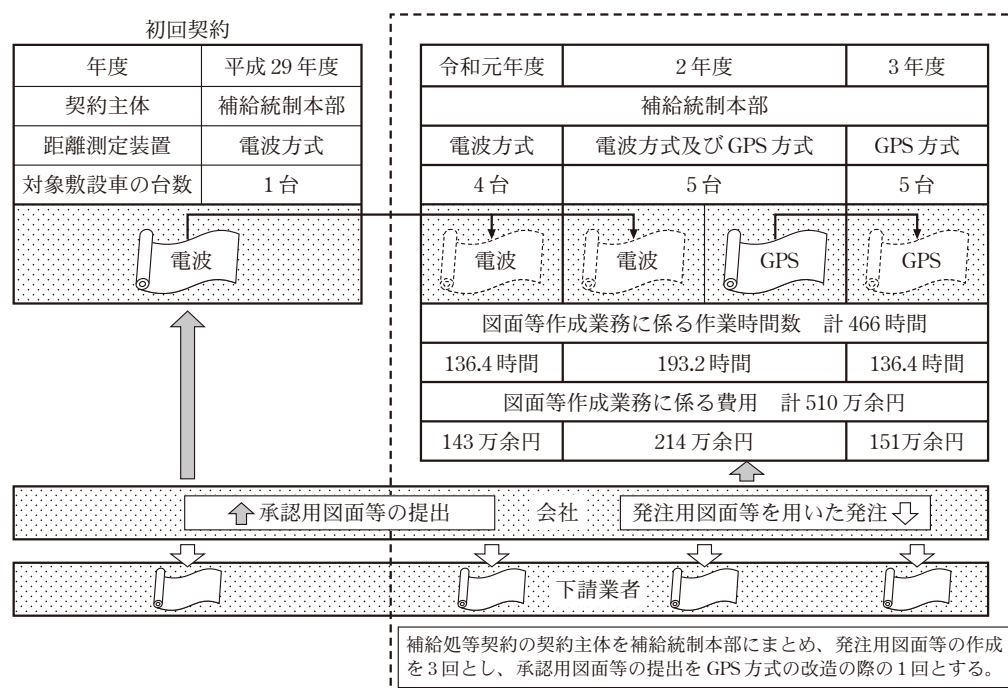 初回契約
年度 平成29年度
契約主体 補給統制本部
距離測定装置 電波方式
対象敷設車の台数 1台
電波
令和元年度 2年度 3年度
補給統制本部
電波方式 電波方式及びGPS方式 GPS方式
4台 5台 5台
電波 電波 GPS GPS
図面等作成業務に係る作業時間数 計466時間
136.4時間 193.2時間 136.4時間
図面等作成業務に係る費用 計510万余円
143万余円 214万余円 151万余円
承認用図面等の提出 会社 発注用図面等を用いた発注
下請業者
補給処等契約の契約主体を補給統制本部にまとめ、発注用図面等の作成
を3回とし、承認用図面等の提出をGPS方式の改造の際の1回とする。